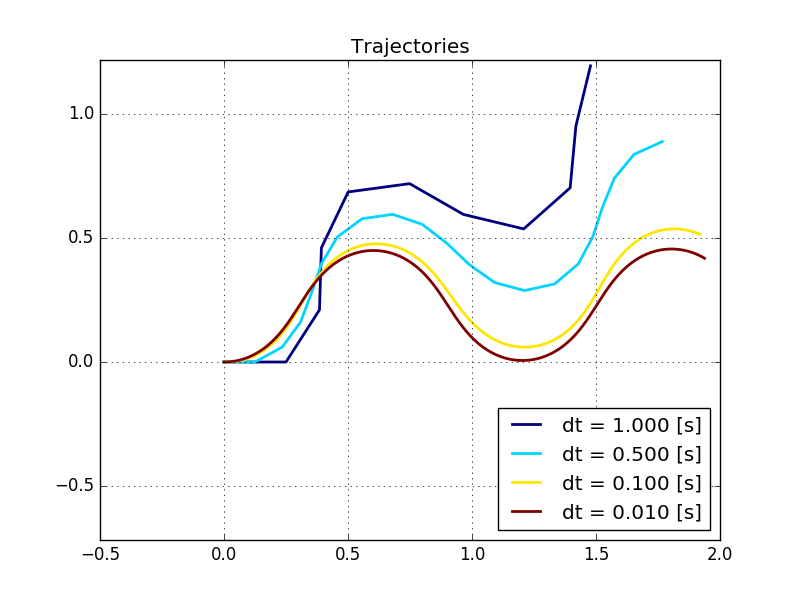 Trajectories
1.0
0.5
0.0
−0.5
−0.5
0.0
0.5
1.0
1.5
2.0
dt = 1.000 [s]
dt = 0.500 [s]
dt = 0.100 [s]
dt = 0.010 [s]